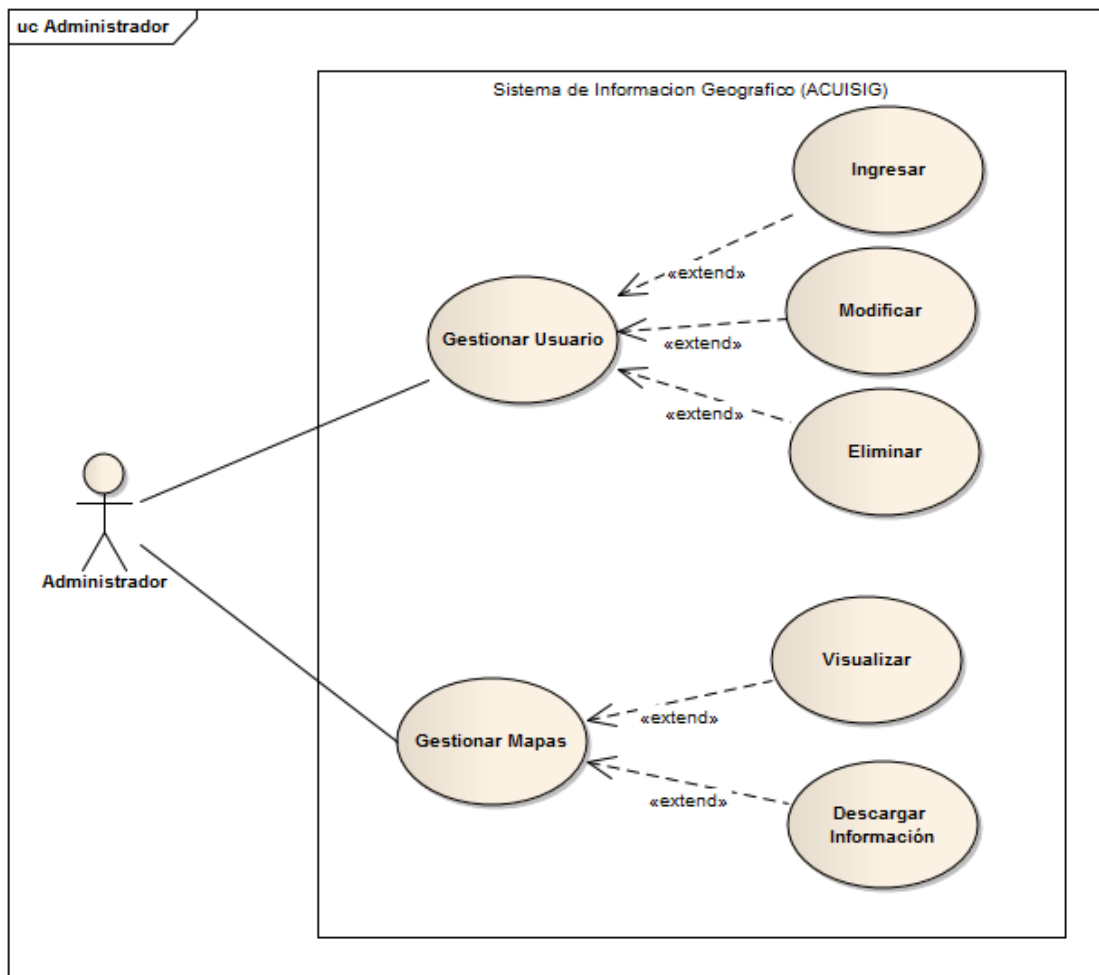 uc Administrador
Sistema de Informacion Geografico (ACUISIG)
Ingresar
«extend»
Modificar
Gestionar Usuario
«extend»
«extend»
Eliminar
Administrador
Visualizar
«extend»
Gestionar Mapas
«extend»
Descargar
Información